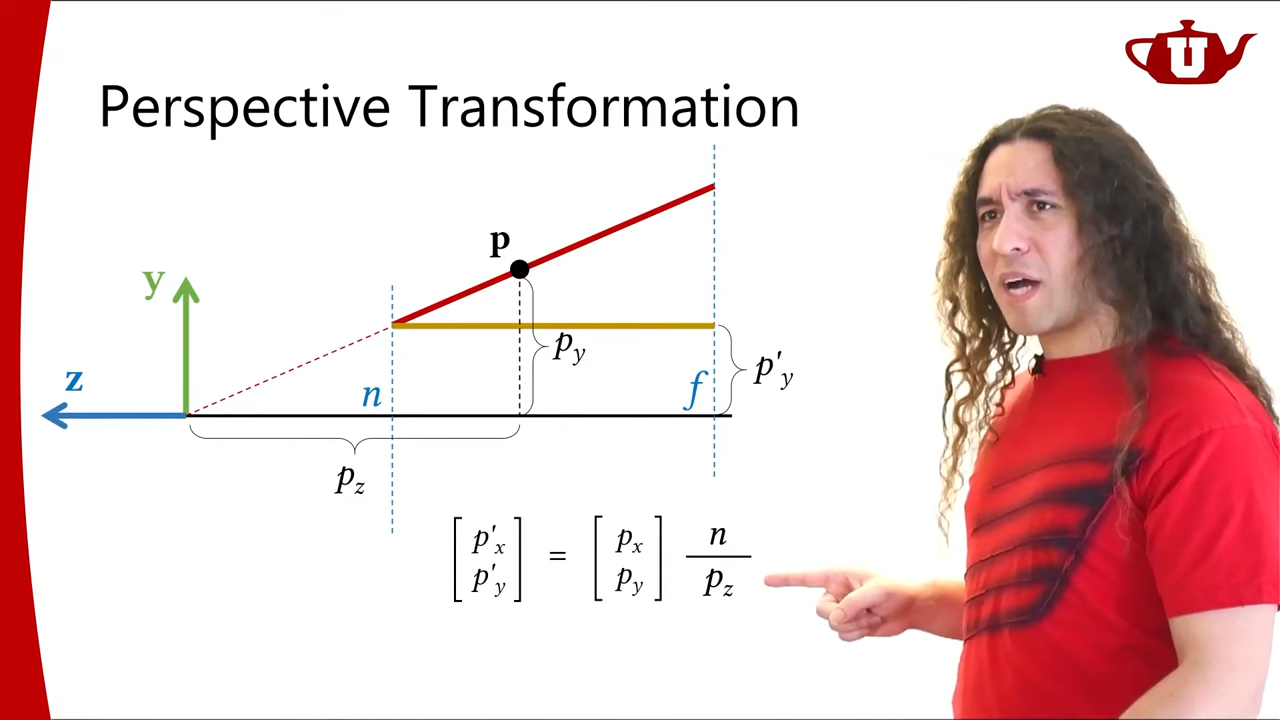 U
Perspective Transformation
p
y
p_y
p'_y
z
n
f
p_z
[ p'_x ] = [ p_x ] n
[ p'_y ] [ p_y ] p_z